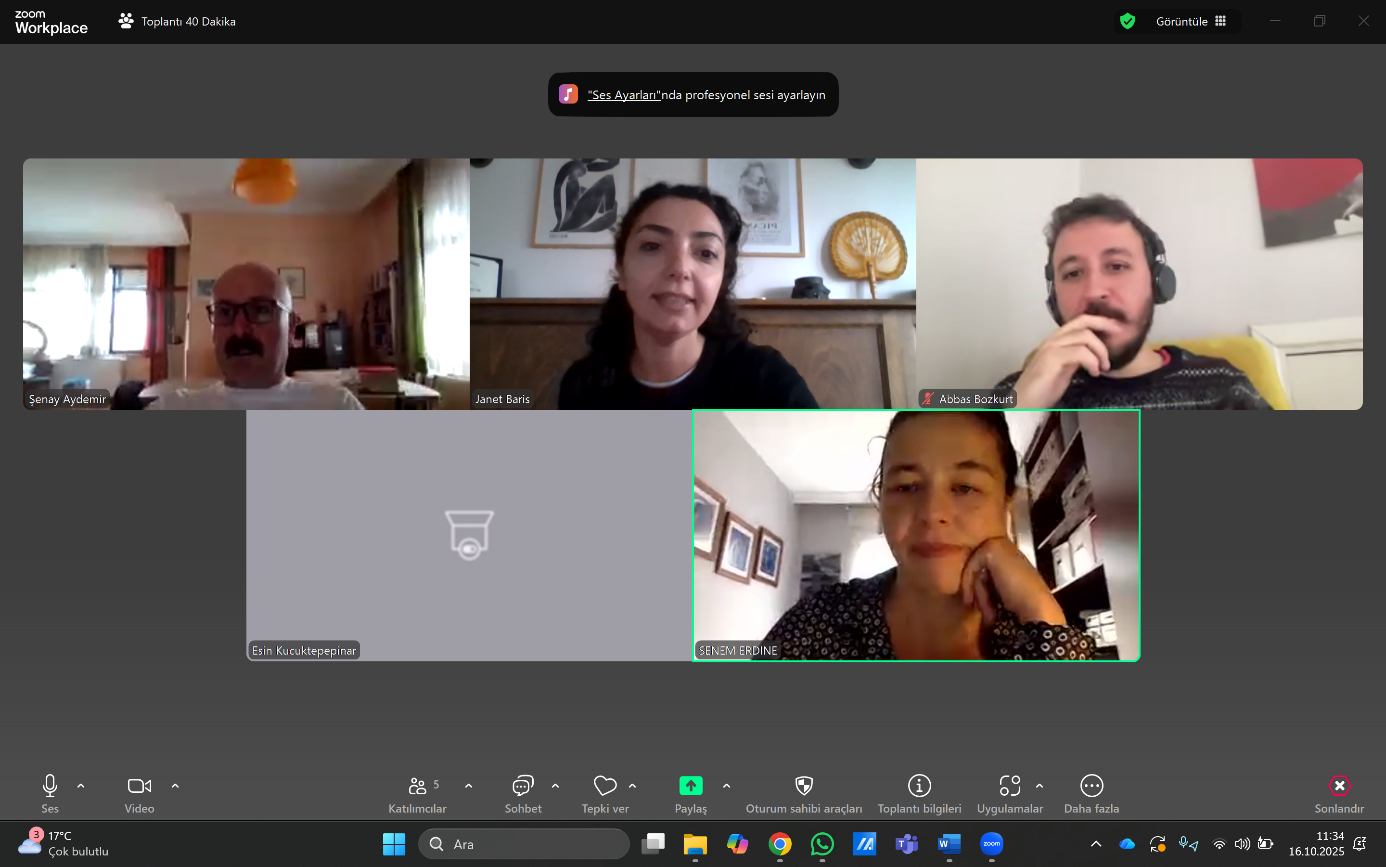 zoom
Workplace
Toplantı 40 Dakika
Görüntüle
"Ses Ayarları"nda profesyonel sesi ayarlayın
Şenay Aydemir
Janet Baris
Abbas Bozkurt
Esin Kucuktepepinar
SENEM ERDINE
5
Ses
Video
Katılımcılar
Sohbet
Tepki ver
Paylaş
Oturum sahibi araçları
Toplantı bilgileri
Uygulamalar
Daha fazla
Sonlandır
3
17°C
Çok bulutlu
Ara
zoom
11:34
16.10.2025